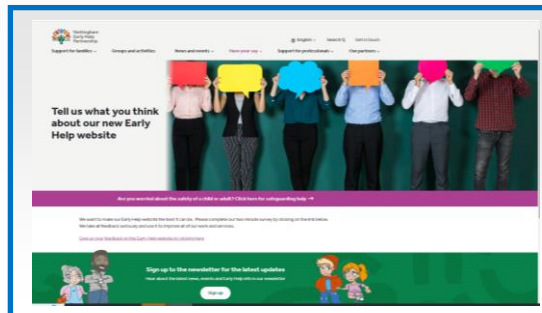 Nottingham
Early Help
Partnership
English Search Get in touch
Support for families Groups and activities News and events Have your say Support for professionals Our partners
Tell us what you think
about our new Early
Help website
Are you worried about the safety of a child or adult? Click here for safeguarding help →
We want to make our Early Help website the best it can be. Please complete our two minute survey by clicking on the link below.
We take all feedback seriously and use it to improve all of our work and services.
Give us your feedback on the Early Help website by clicking here
Sign up to the newsletter for the latest updates
Hear about the latest news, events and Early Help info in our newsletter
Sign up